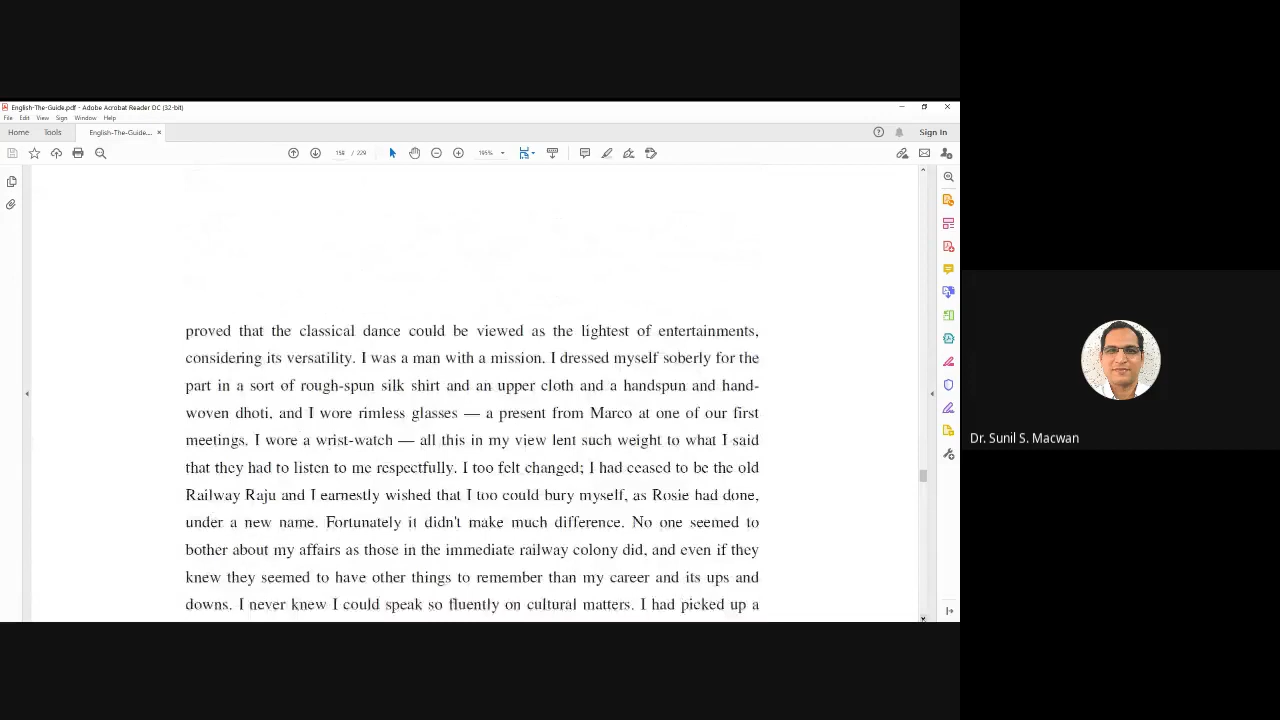 English-The-Guide.pdf - Adobe Acrobat Reader DC (32-bit)
File Edit View Sign Window Help
Home Tools English-The-Guide.... × Sign In
158 / 229 195%
proved that the classical dance could be viewed as the lightest of entertainments,
considering its versatility. I was a man with a mission. I dressed myself soberly for the
part in a sort of rough-spun silk shirt and an upper cloth and a handspun and hand-
woven dhoti, and I wore rimless glasses — a present from Marco at one of our first
meetings. I wore a wrist-watch — all this in my view lent such weight to what I said
that they had to listen to me respectfully. I too felt changed; I had ceased to be the old
Railway Raju and I earnestly wished that I too could bury myself, as Rosie had done,
under a new name. Fortunately it didn't make much difference. No one seemed to
bother about my affairs as those in the immediate railway colony did, and even if they
knew they seemed to have other things to remember than my career and its ups and
downs. I never knew I could speak so fluently on cultural matters. I had picked up a
Dr. Sunil S. Macwan